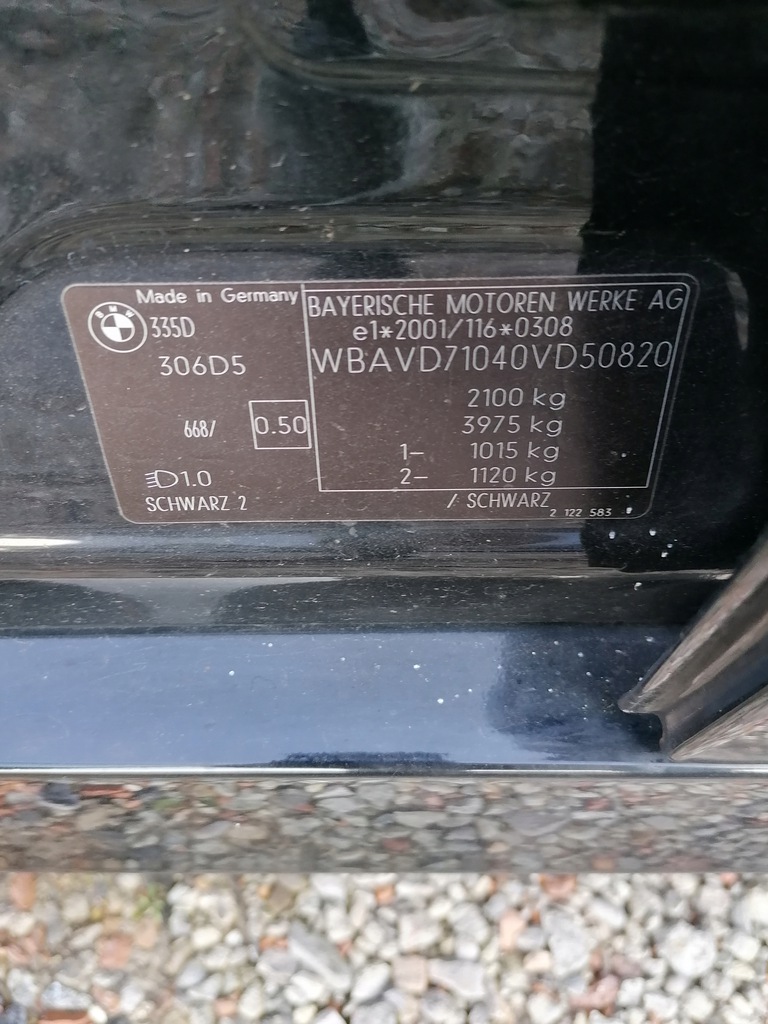 Made in Germany
BMW
335D
306D5
668/
0.50
1.0
SCHWARZ 2
BAYERISCHE MOTOREN WERKE AG
e1*2001/116*0308
WBAVD71040VD50820
2100 kg
3975 kg
1- 1015 kg
2- 1120 kg
/ SCHWARZ
2 122 583